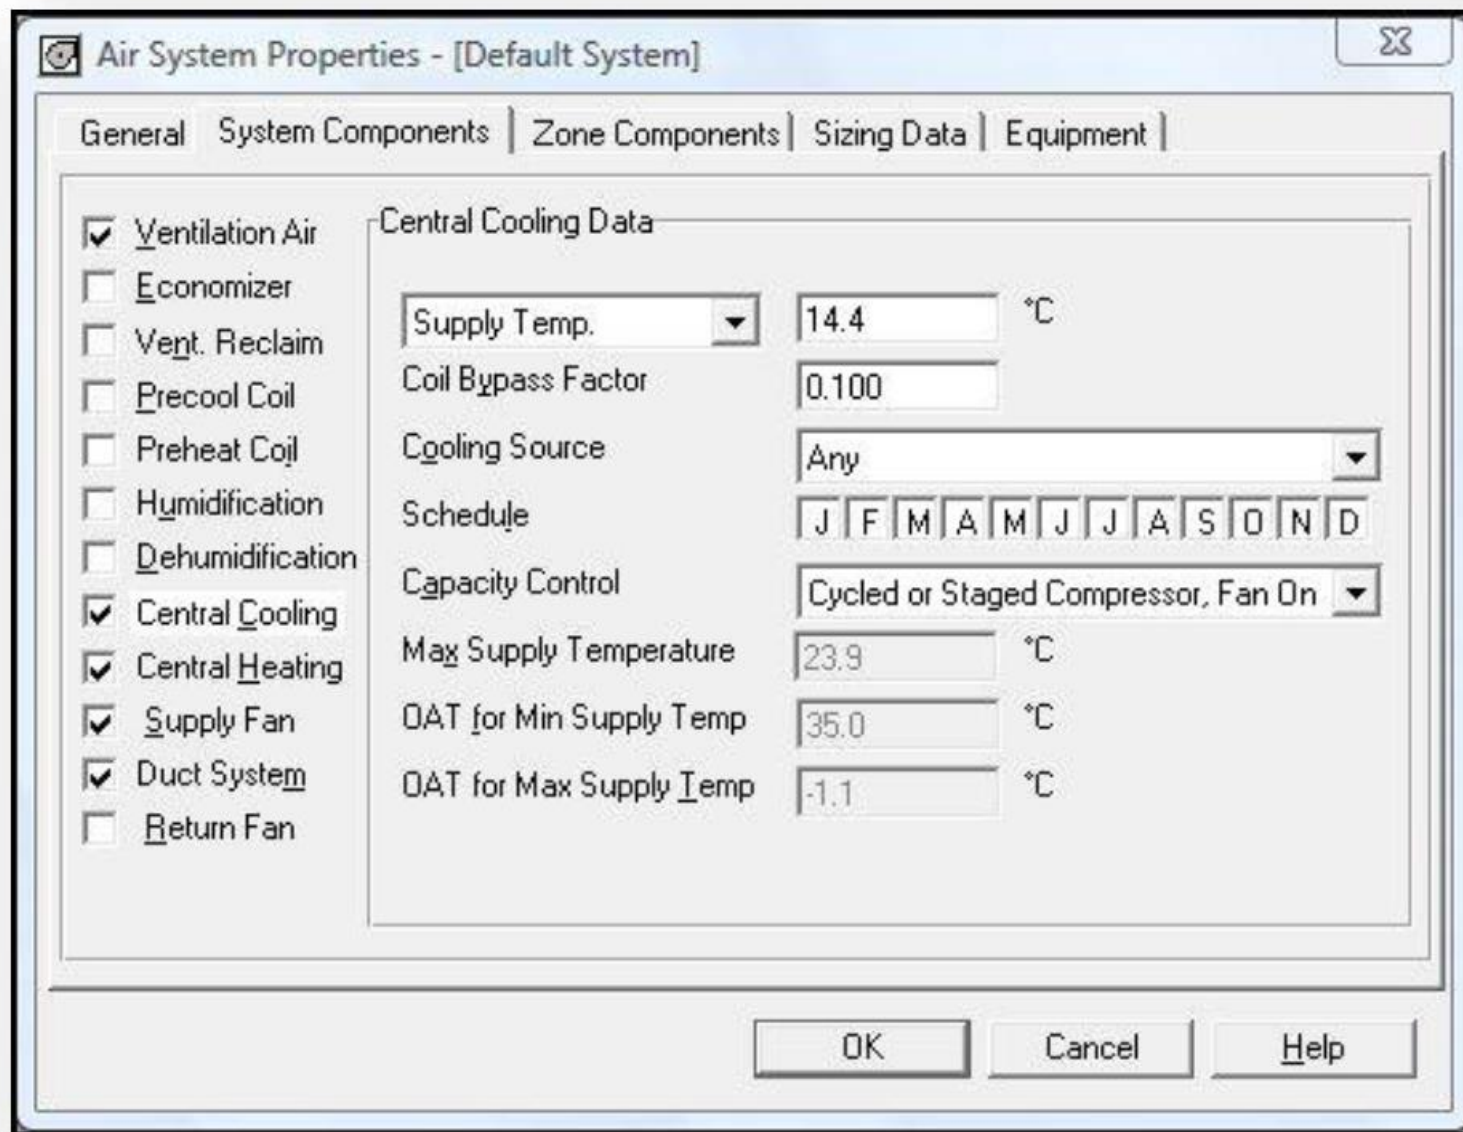 Air System Properties - [Default System]
General System Components Zone Components Sizing Data Equipment
Ventilation Air
Economizer
Vent. Reclaim
Precool Coil
Preheat Coil
Humidification
Dehumidification
Central Cooling
Central Heating
Supply Fan
Duct System
Return Fan
Central Cooling Data
Supply Temp. 14.4 °C
Coil Bypass Factor 0.100
Cooling Source Any
Schedule J F M A M J J A S O N D
Capacity Control Cycled or Staged Compressor, Fan On
Max Supply Temperature 23.9 °C
OAT for Min Supply Temp 35.0 °C
OAT for Max Supply Temp -1.1 °C
OK Cancel Help